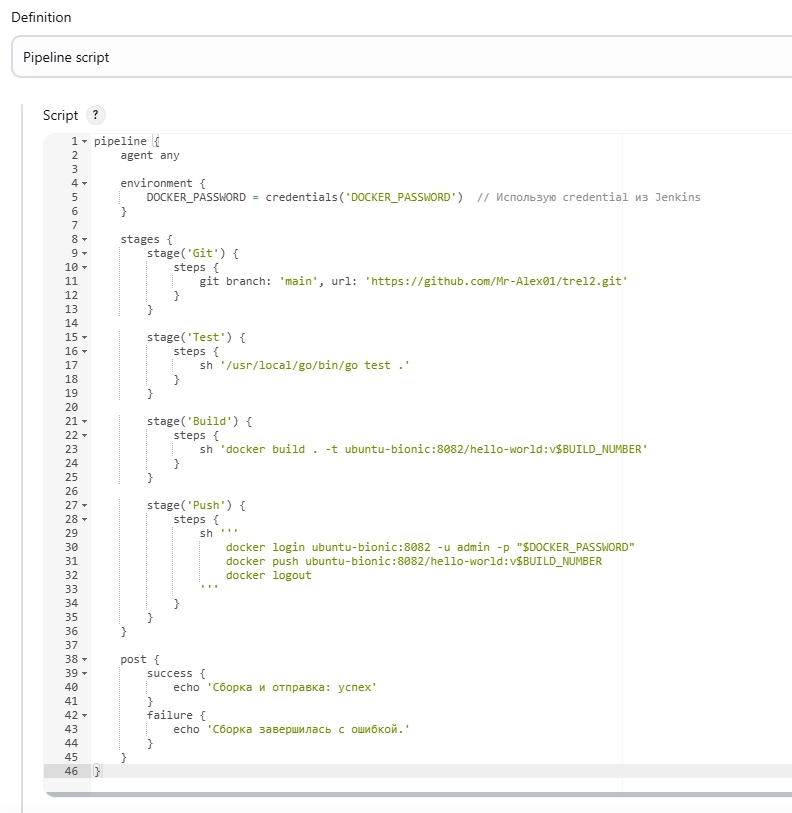 Definition
Pipeline script
Script ?
1 pipeline {
2     agent any
3
4     environment {
5         DOCKER_PASSWORD = credentials('DOCKER_PASSWORD')  // Использую credential из Jenkins
6     }
7
8     stages {
9         stage('Git') {
10             steps {
11                 git branch: 'main', url: 'https://github.com/Mr-Alex01/trel2.git'
12             }
13         }
14
15         stage('Test') {
16             steps {
17                 sh '/usr/local/go/bin/go test .'
18             }
19         }
20
21         stage('Build') {
22             steps {
23                 sh 'docker build . -t ubuntu-bionic:8082/hello-world:v$BUILD_NUMBER'
24             }
25         }
26
27         stage('Push') {
28             steps {
29                 sh '''
30                     docker login ubuntu-bionic:8082 -u admin -p "$DOCKER_PASSWORD"
31                     docker push ubuntu-bionic:8082/hello-world:v$BUILD_NUMBER
32                     docker logout
33                 '''
34             }
35         }
36     }
37
38     post {
39         success {
40             echo 'Сборка и отправка: успех'
41         }
42         failure {
43             echo 'Сборка завершилась с ошибкой.'
44         }
45     }
46 }